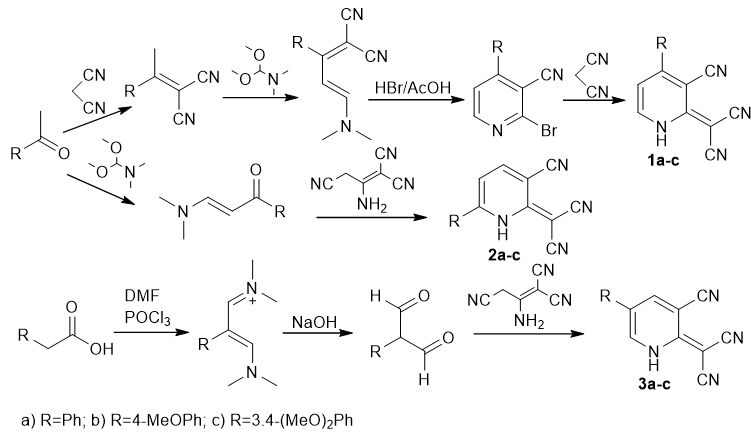 CN
CN
R
O
CN
CN
R
CN
CN
O
O
N
R
CN
CN
N
HBr/AcOH
R
CN
N
Br
CN
CN
R
CN
N
H
CN
CN
1a-c
O
O
N
N
O
R
CN
NC
CN
NH2
R
N
H
CN
CN
CN
2a-c
R
O
OH
DMF
POCl3
N
+
R
N
NaOH
H
O
R
O
H
CN
NC
CN
NH2
R
CN
N
H
CN
CN
3a-c
a) R=Ph; b) R=4-MeOPh; c) R=3.4-(MeO)2Ph